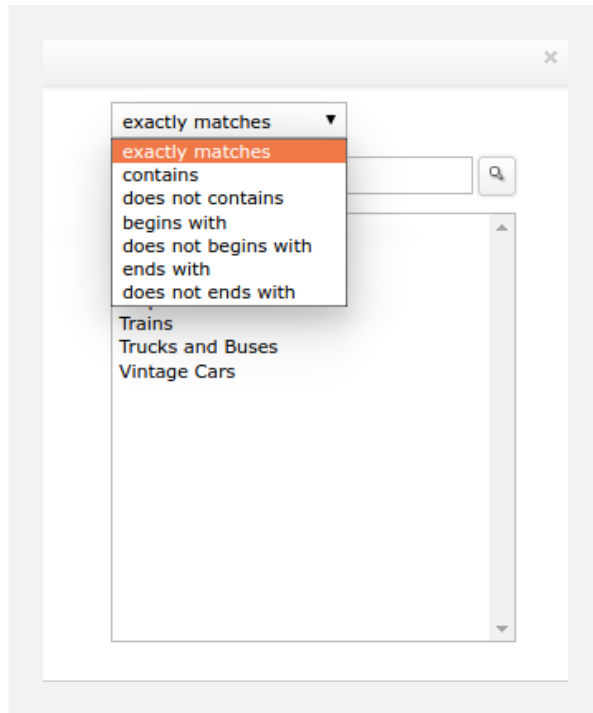 ×
exactly matches ▼
exactly matches
contains
does not contains
begins with
does not begins with
ends with
does not ends with
Trains
Trucks and Buses
Vintage Cars